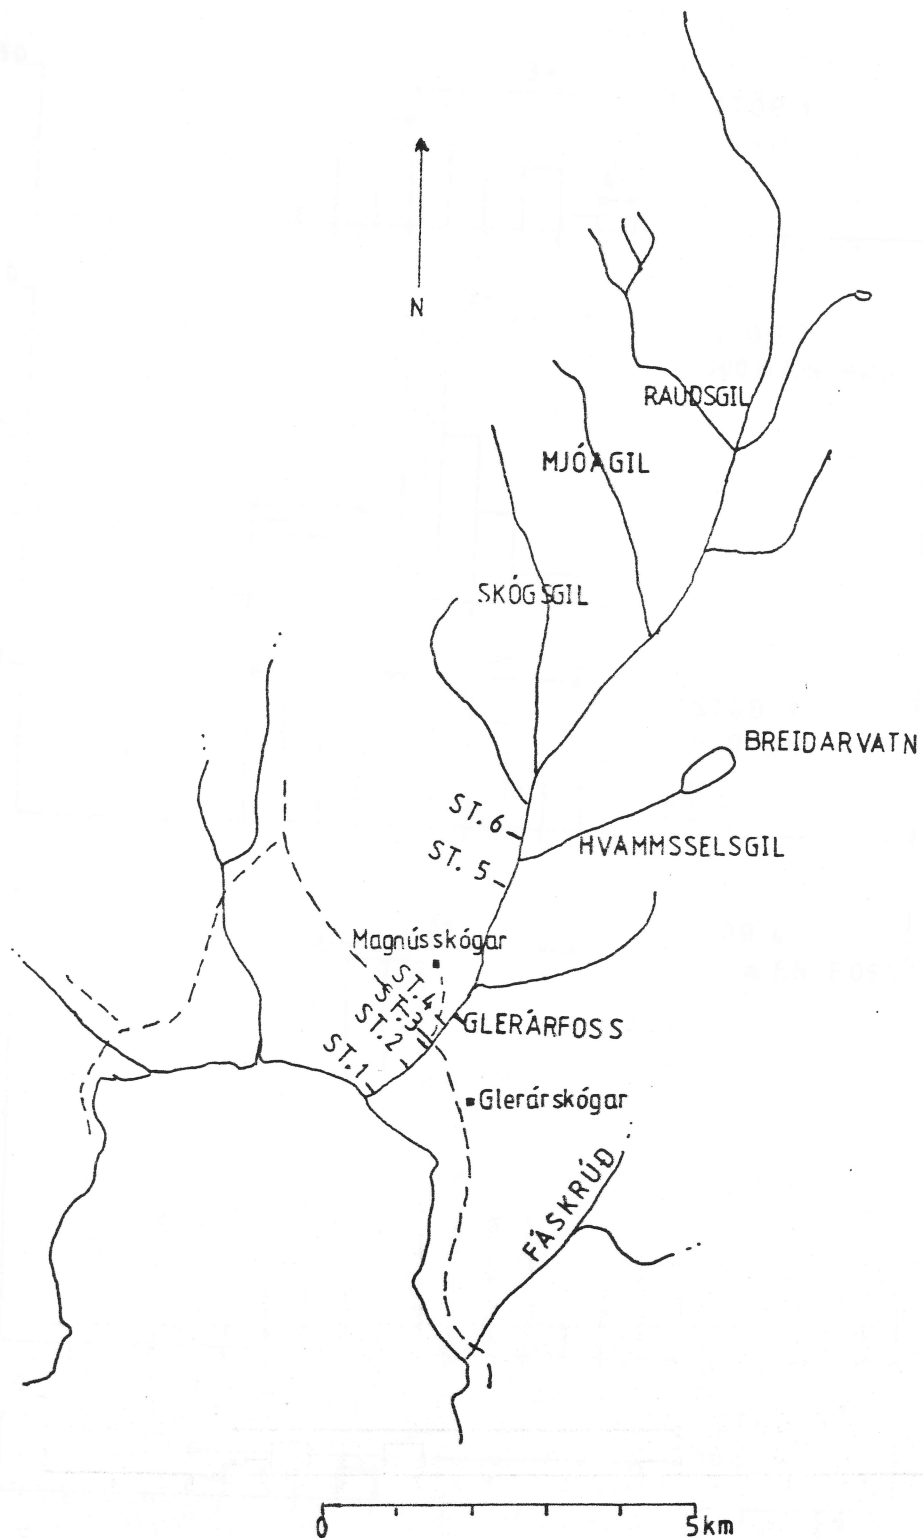 N
RAUDSGIL
MJÓAGIL
SKÓGSGIL
BREIDARVATN
ST. 6
HVAMMSSELSGIL
ST. 5
Magnússkógar
ST. 4
ST. 3
GLERÁRFOSS
ST. 2
ST. 1
Glerárskógar
FÁSKRÚÐ
0
5km